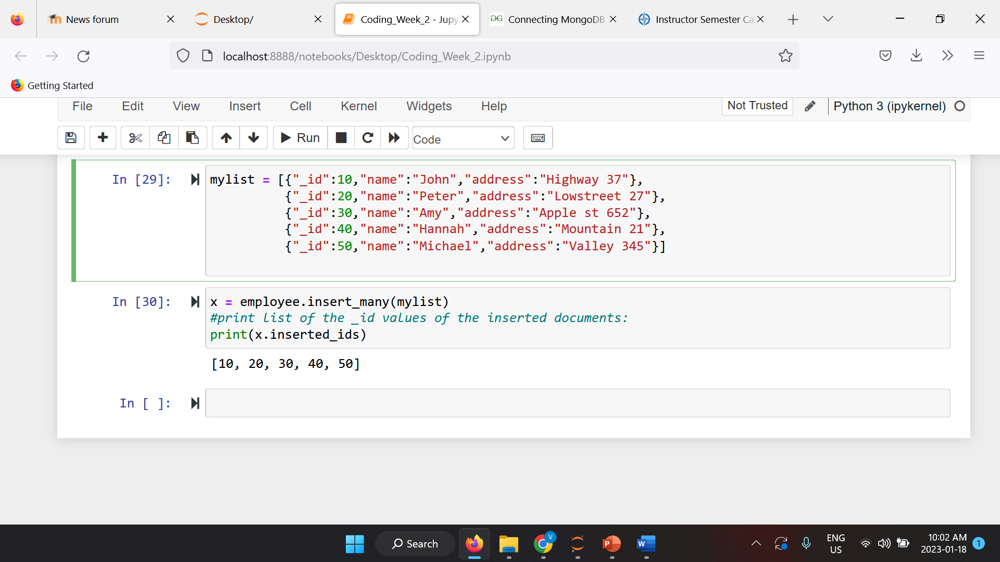 News forum
Desktop/
Coding_Week_2 - Jupy
Connecting MongoDB
Instructor Semester Cal
localhost:8888/notebooks/Desktop/Coding_Week_2.ipynb
Getting Started
File Edit View Insert Cell Kernel Widgets Help
Not Trusted
Python 3 (ipykernel)
Run
Code
In [29]:
mylist = [{"_id":10,"name":"John","address":"Highway 37"},
{"_id":20,"name":"Peter","address":"Lowstreet 27"},
{"_id":30,"name":"Amy","address":"Apple st 652"},
{"_id":40,"name":"Hannah","address":"Mountain 21"},
{"_id":50,"name":"Michael","address":"Valley 345"}]
In [30]:
x = employee.insert_many(mylist)
#print list of the _id values of the inserted documents:
print(x.inserted_ids)
[10, 20, 30, 40, 50]
In [ ]:
Search
V
P
W
ENG
US
10:02 AM
2023-01-18
1